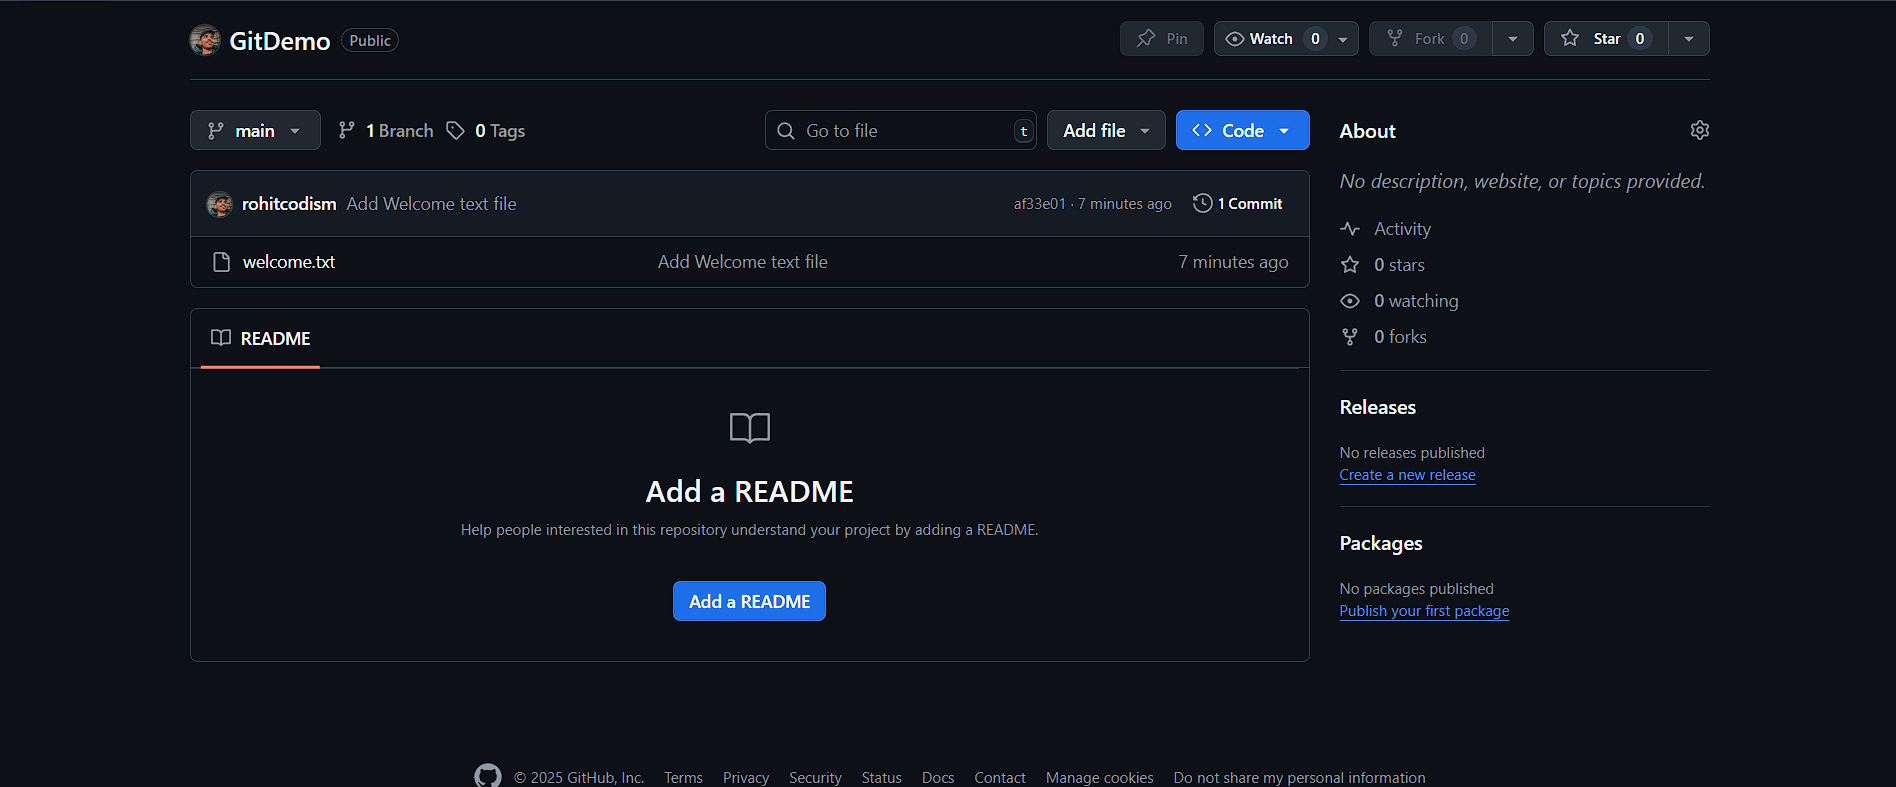 GitDemo Public Pin Watch 0 Fork 0 Star 0
main 1 Branch 0 Tags Go to file t Add file Code
rohitcodism Add Welcome text file af33e01 · 7 minutes ago 1 Commit
welcome.txt Add Welcome text file 7 minutes ago
README
Add a README
Help people interested in this repository understand your project by adding a README.
Add a README
About
No description, website, or topics provided.
Activity
0 stars
0 watching
0 forks
Releases
No releases published
Create a new release
Packages
No packages published
Publish your first package
© 2025 GitHub, Inc. Terms Privacy Security Status Docs Contact Manage cookies Do not share my personal information